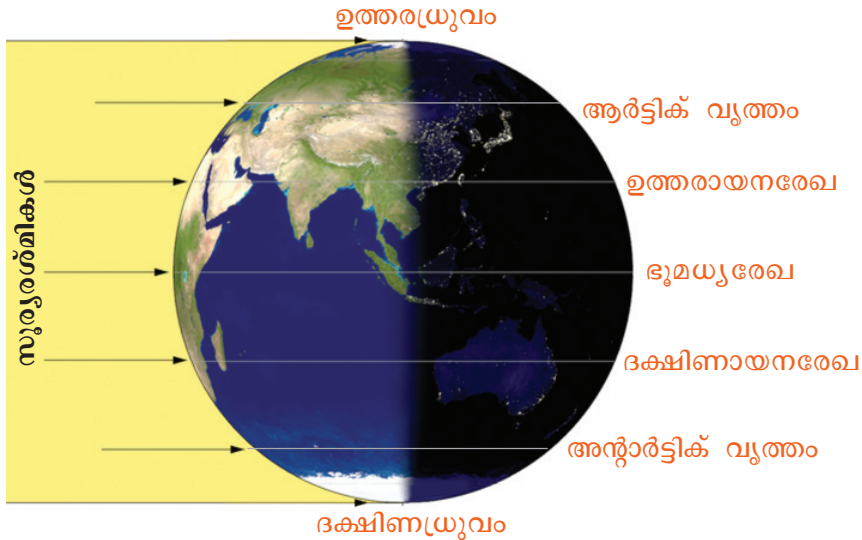 ഉത്തരധ്രുവം
ആർട്ടിക് വൃത്തം
ഉത്തരായനരേഖ
സൂര്യരശ്മികൾ
ഭൂമധ്യരേഖ
ദക്ഷിണായനരേഖ
അന്റാർട്ടിക് വൃത്തം
ദക്ഷിണധ്രുവം